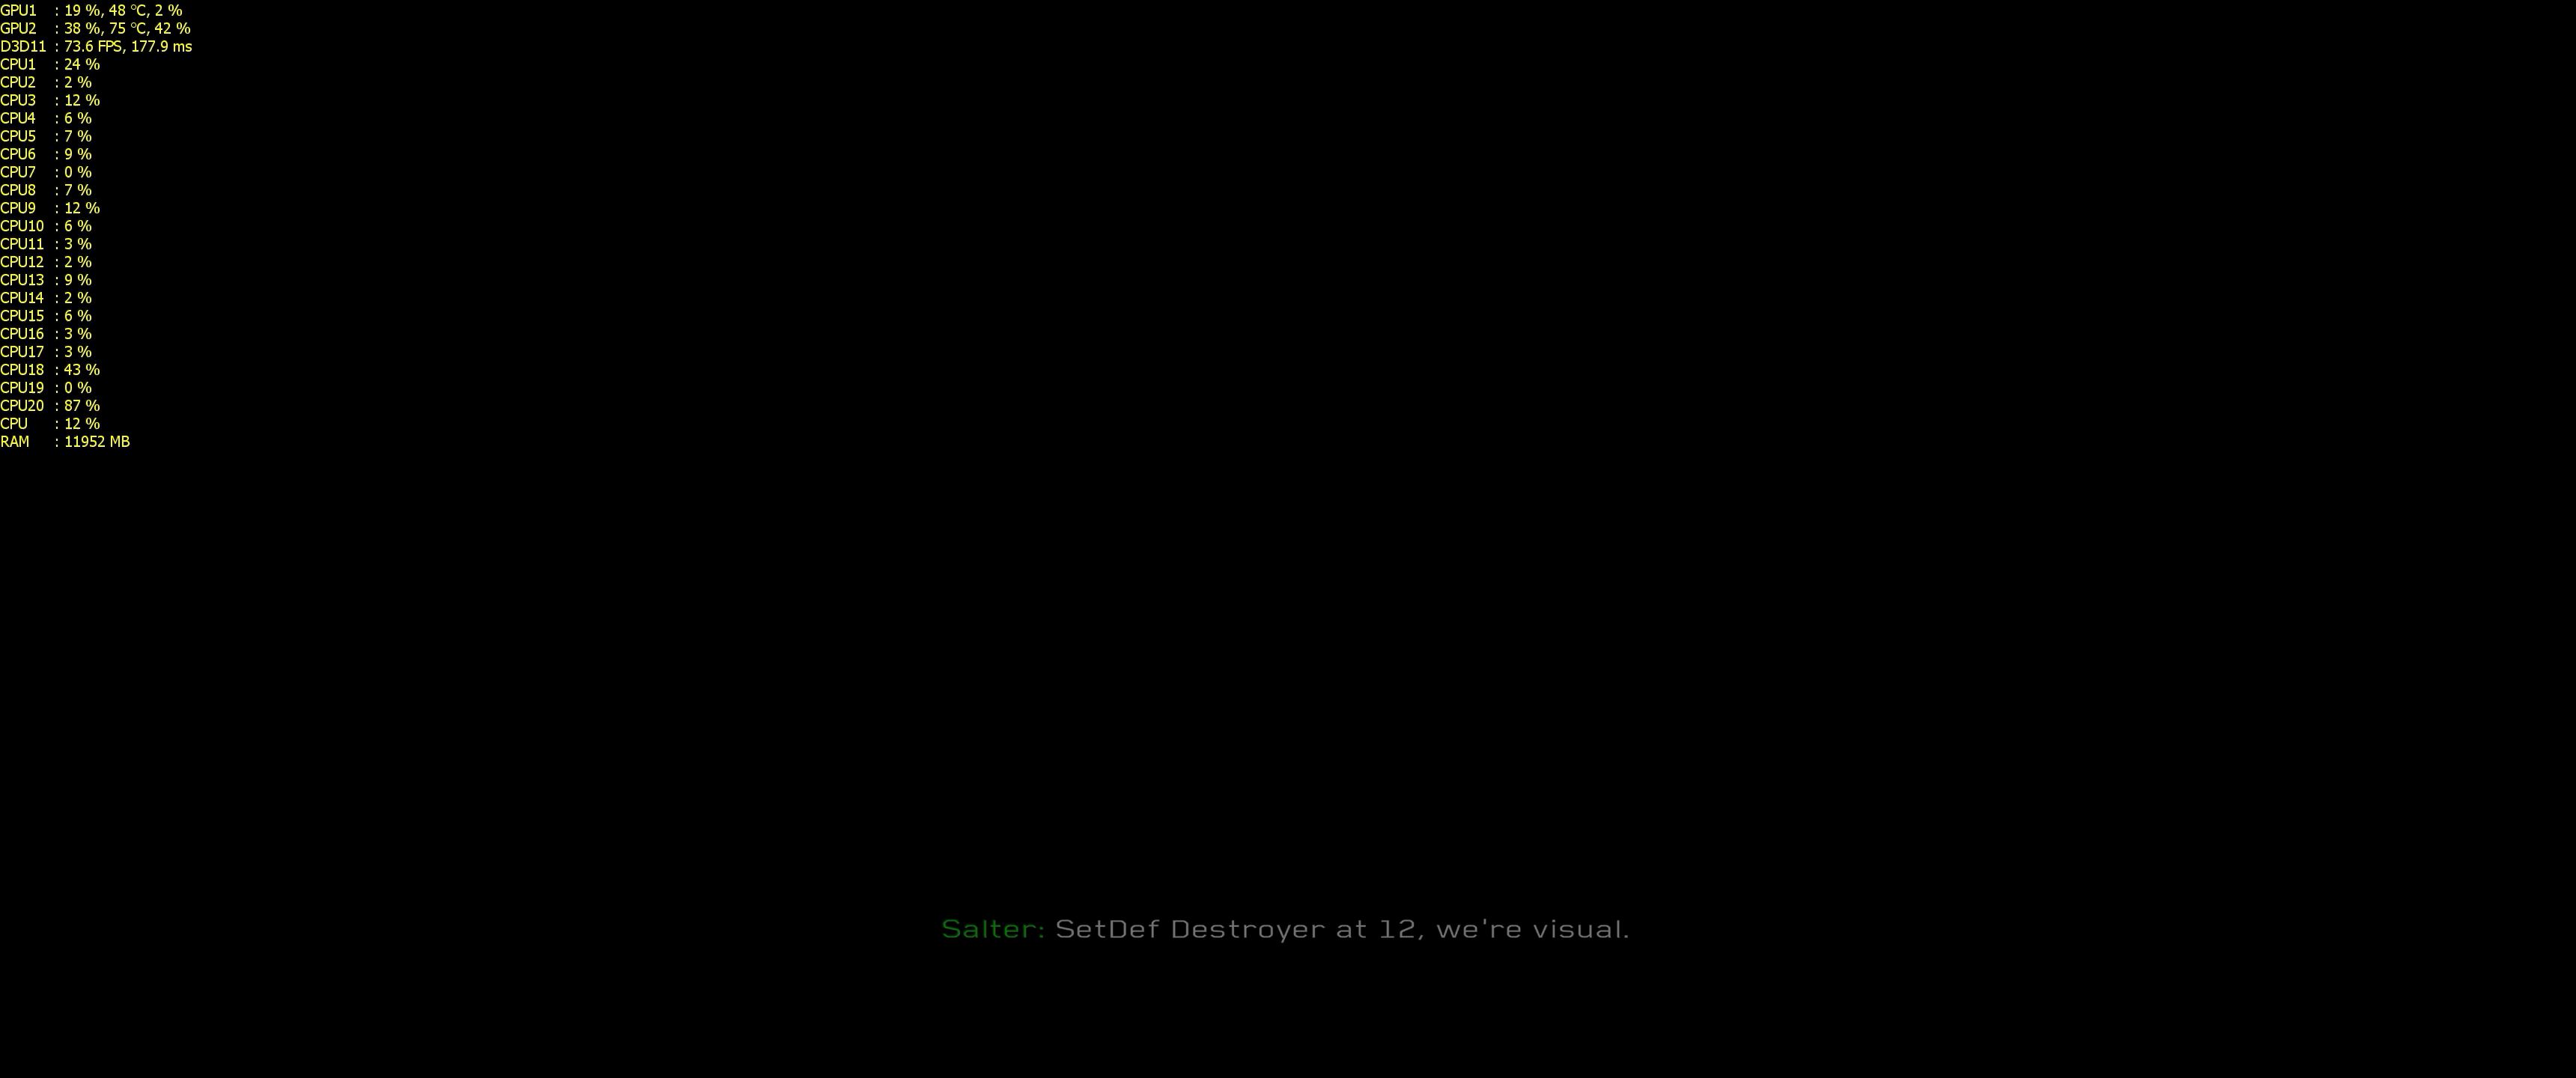 GPU1 : 19 %, 48 °C, 2 %
GPU2 : 38 %, 75 °C, 42 %
D3D11 : 73.6 FPS, 177.9 ms
CPU1 : 24 %
CPU2 : 2 %
CPU3 : 12 %
CPU4 : 6 %
CPU5 : 7 %
CPU6 : 9 %
CPU7 : 0 %
CPU8 : 7 %
CPU9 : 12 %
CPU10 : 6 %
CPU11 : 3 %
CPU12 : 2 %
CPU13 : 9 %
CPU14 : 2 %
CPU15 : 6 %
CPU16 : 3 %
CPU17 : 3 %
CPU18 : 43 %
CPU19 : 0 %
CPU20 : 87 %
CPU : 12 %
RAM : 11952 MB
Salter: SetDef Destroyer at 12, we're visual.